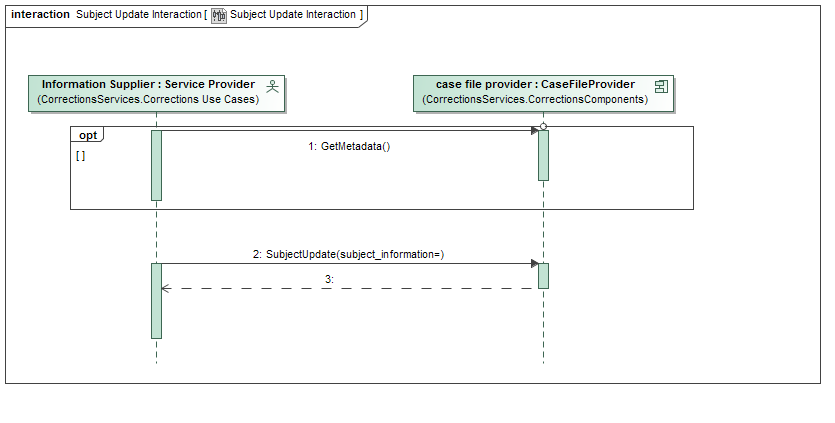 interaction Subject Update Interaction [ Subject Update Interaction ]
Information Supplier : Service Provider
(CorrectionsServices.Corrections Use Cases)
case file provider : CaseFileProvider
(CorrectionsServices.CorrectionsComponents)
opt
[ ]
1: GetMetadata()
2: SubjectUpdate(subject_information=)
3: